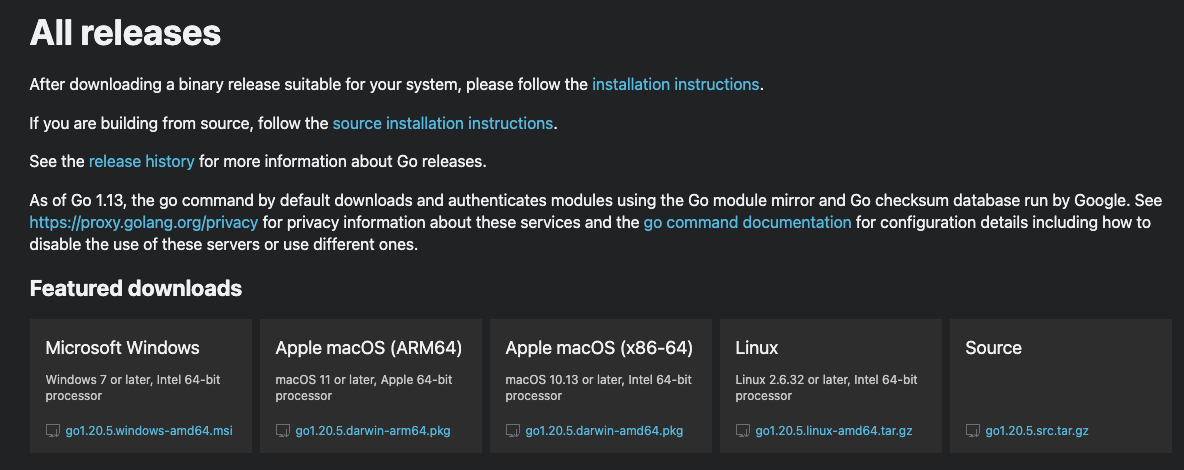 All releases
After downloading a binary release suitable for your system, please follow the installation instructions.
If you are building from source, follow the source installation instructions.
See the release history for more information about Go releases.
As of Go 1.13, the go command by default downloads and authenticates modules using the Go module mirror and Go checksum database run by Google. See
https://proxy.golang.org/privacy for privacy information about these services and the go command documentation for configuration details including how to
disable the use of these servers or use different ones.
Featured downloads
Microsoft Windows
Windows 7 or later, Intel 64-bit
processor
go1.20.5.windows-amd64.msi
Apple macOS (ARM64)
macOS 11 or later, Apple 64-bit
processor
go1.20.5.darwin-arm64.pkg
Apple macOS (x86-64)
macOS 10.13 or later, Intel 64-bit
processor
go1.20.5.darwin-amd64.pkg
Linux
Linux 2.6.32 or later, Intel 64-bit
processor
go1.20.5.linux-amd64.tar.gz
Source
go1.20.5.src.tar.gz